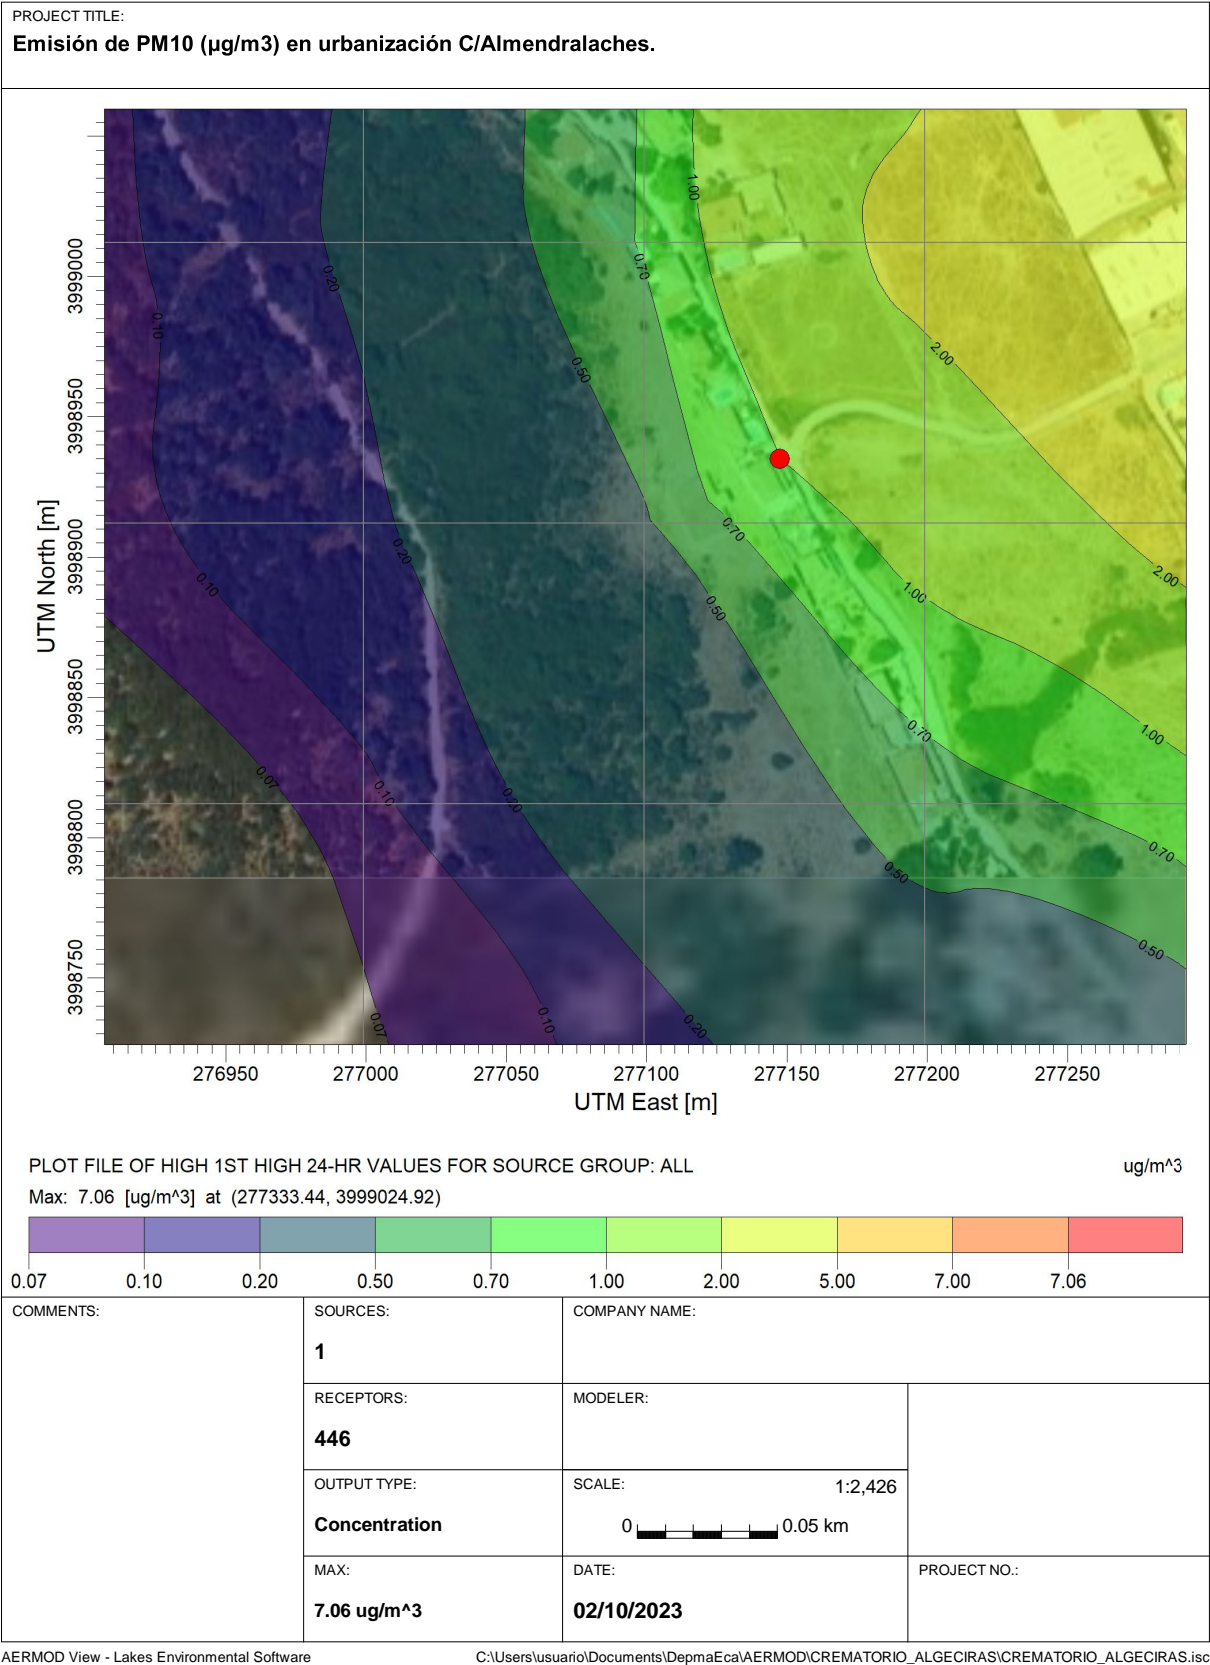 PROJECT TITLE:
Emisión de PM10 (µg/m3) en urbanización C/Almendralaches.
1.00
0.70
0.20
0.10
0.50
2.00
0.70
0.20
0.10
0.50
1.00
2.00
0.07
0.10
0.20
0.70
1.00
0.50
0.70
0.50
0.07
0.10
0.20
UTM North [m]
3999000
3998950
3998900
3998850
3998800
3998750
276950 277000 277050 277100 277150 277200 277250
UTM East [m]
PLOT FILE OF HIGH 1ST HIGH 24-HR VALUES FOR SOURCE GROUP: ALL ug/m^3
Max: 7.06 [ug/m^3] at (277333.44, 3999024.92)
0.07 0.10 0.20 0.50 0.70 1.00 2.00 5.00 7.00 7.06
COMMENTS:
SOURCES:
1
COMPANY NAME:
RECEPTORS:
446
MODELER:
OUTPUT TYPE:
Concentration
SCALE: 1:2,426
0 0.05 km
MAX:
7.06 ug/m^3
DATE:
02/10/2023
PROJECT NO.:
AERMOD View - Lakes Environmental Software C:\Users\usuario\Documents\DepmaEca\AERMOD\CREMATORIO_ALGECIRAS\CREMATORIO_ALGECIRAS.isc